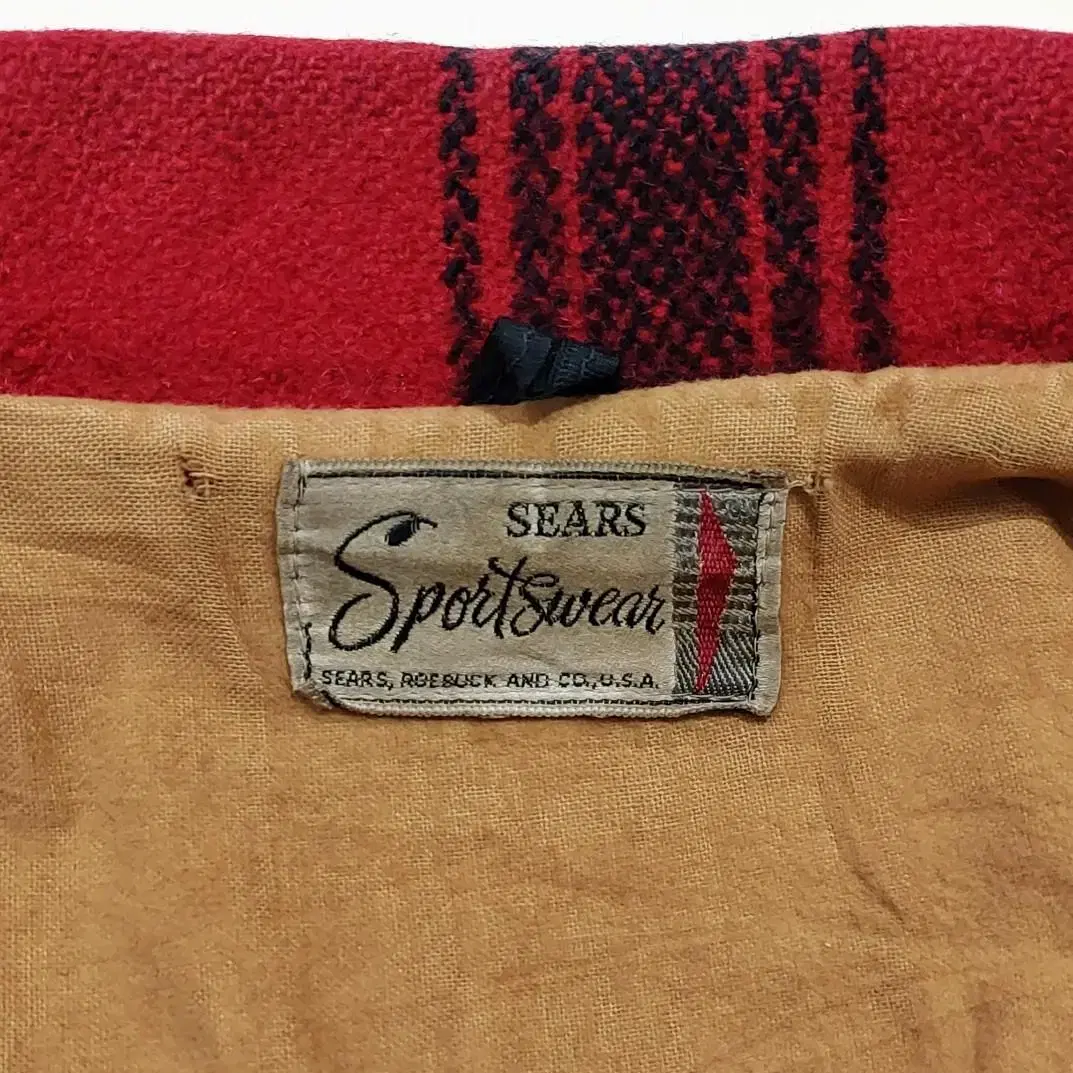 SEARS
Sportswear
SEARS, ROEBUCK AND CO., U.S.A.